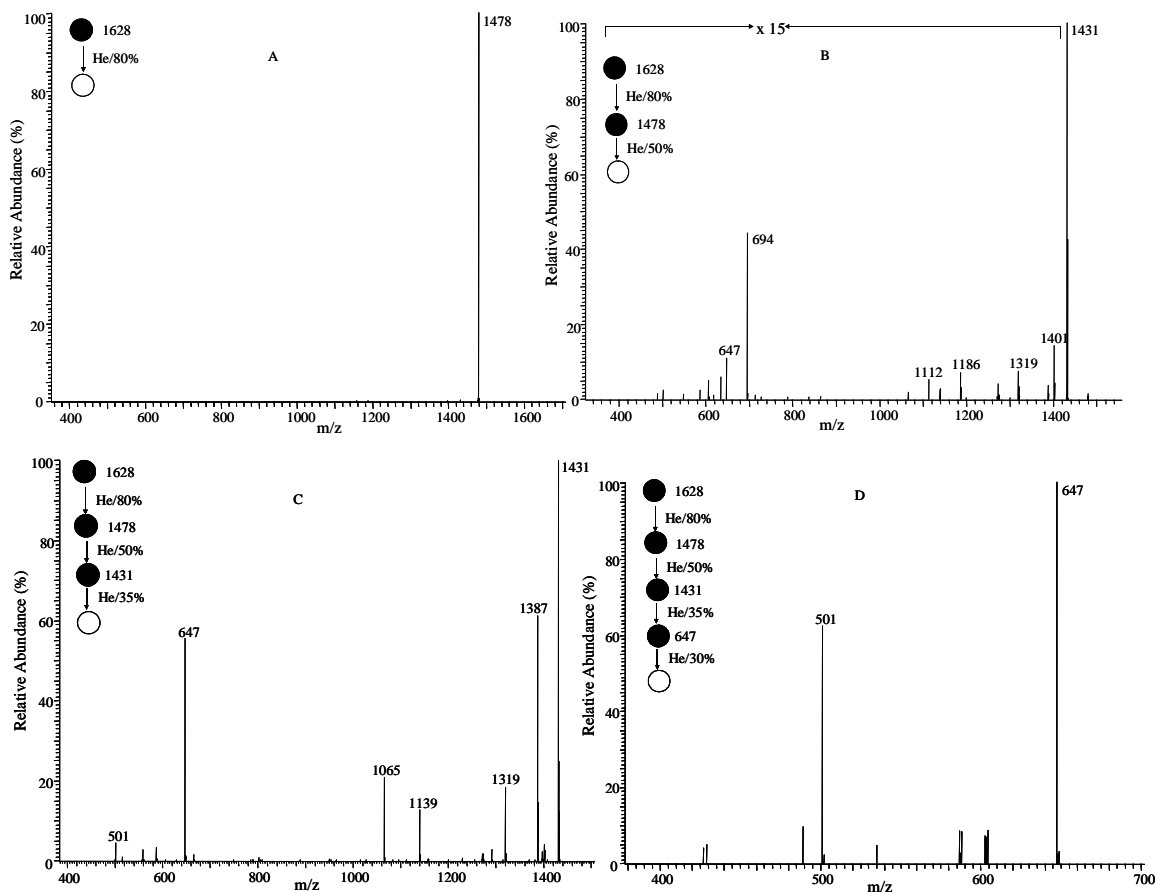 A
1628
He/80%
1478
Relative Abundance (%)
100
80
60
40
20
0
400 600 800 1000 1200 1400 1600
m/z
B
x 15
1628
He/80%
1478
He/50%
1431
694
647
1112
1186
1319
1401
Relative Abundance (%)
100
80
60
40
20
0
400 600 800 1000 1200 1400
m/z
C
1628
He/80%
1478
He/50%
1431
He/35%
1431
1387
647
1065
1139
1319
501
Relative Abundance (%)
100
80
60
40
20
0
400 600 800 1000 1200 1400
m/z
D
1628
He/80%
1478
He/50%
1431
He/35%
647
He/30%
647
501
Relative Abundance (%)
100
80
60
40
20
0
400 500 600 700
m/z